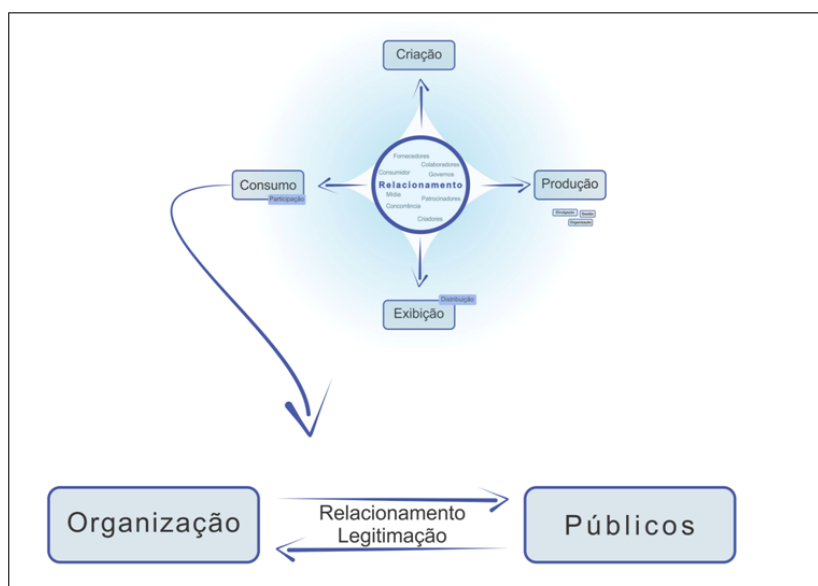 Criação
Fornecedores
Colaboradores
Consumidor
Governos
Relacionamento
Mídia
Patrocinadores
Concorrência
Criadores
Consumo
Participação
Produção
Organização
Distribuição
Exibição
Organização
Relacionamento
Legitimação
Públicos